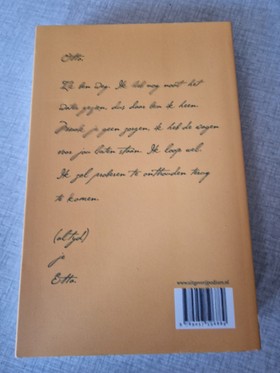 Otto,
Ik ben weg. Ik heb nog nooit het
water gezien, dus daar ben ik heen.
Maak je geen zorgen, ik heb de wagen
voor jou laten staan. Ik loop wel.
Ik zal proberen te onthouden terug
te komen.
(altijd)
je
Etta